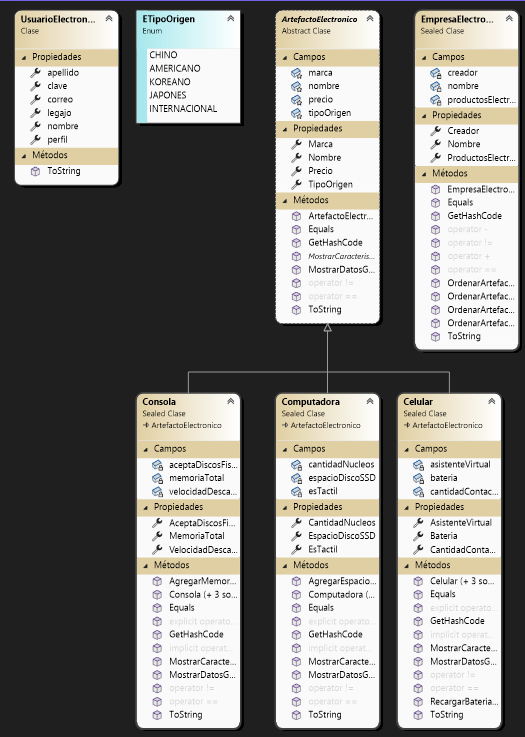 UsuarioElectron...
Clase
Propiedades
apellido
clave
correo
legajo
nombre
perfil
Métodos
ToString
ETipoOrigen
Enum
CHINO
AMERICANO
KOREANO
JAPONES
INTERNACIONAL
ArtefactoElectronico
Abstract Clase
Campos
marca
nombre
precio
tipoOrigen
Propiedades
Marca
Nombre
Precio
TipoOrigen
Métodos
ArtefactoElectr...
Equals
GetHashCode
MostrarCaracteris...
MostrarDatosG...
operator !=
operator ==
ToString
EmpresaElectro...
Sealed Clase
Campos
creador
nombre
productosElectr...
Propiedades
Creador
Nombre
ProductosElectr...
Métodos
EmpresaElectro...
Equals
GetHashCode
operator -
operator !=
operator +
operator ==
OrdenarArtefac...
OrdenarArtefac...
OrdenarArtefac...
OrdenarArtefac...
ToString
Consola
Sealed Clase
ArtefactoElectronico
Campos
aceptaDiscosFis...
memoriaTotal
velocidadDesca...
Propiedades
AceptaDiscosFi...
MemoriaTotal
VelocidadDesca...
Métodos
AgregarMemor...
Consola (+ 3 so...
Equals
explicit operato...
GetHashCode
implicit operat...
MostrarCaracte...
MostrarDatosG...
operator !=
operator ==
ToString
Computadora
Sealed Clase
ArtefactoElectronico
Campos
cantidadNucleos
espacioDiscoSSD
esTactil
Propiedades
CantidadNucleos
EspacioDiscoSSD
EsTactil
Métodos
AgregarEspacio...
Computadora (...
Equals
explicit operato...
GetHashCode
implicit operat...
MostrarCaracte...
MostrarDatosG...
operator !=
operator ==
ToString
Celular
Sealed Clase
ArtefactoElectronico
Campos
asistenteVirtual
bateria
cantidadContac...
Propiedades
AsistenteVirtual
Bateria
CantidadConta...
Métodos
Celular (+ 3 so...
Equals
explicit operato...
GetHashCode
implicit operat...
MostrarCaracte...
MostrarDatosG...
operator !=
operator ==
RecargarBateria...
ToString